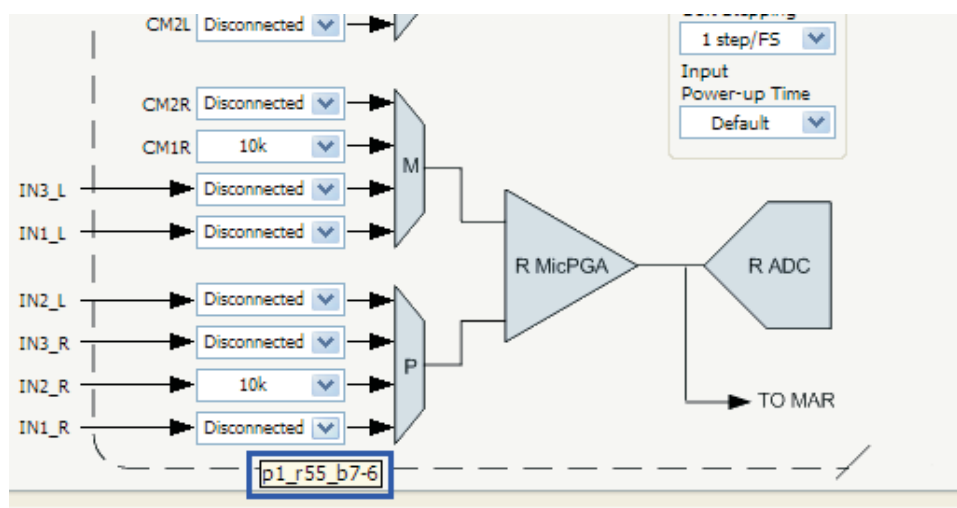 CM2L Disconnected
1 step/FS
Input
Power-up Time
Default
CM2R Disconnected
CM1R 10k
M
IN3_L Disconnected
IN1_L Disconnected
R MicPGA
R ADC
IN2_L Disconnected
IN3_R Disconnected
P
IN2_R 10k
TO MAR
IN1_R Disconnected
p1_r55_b7-6